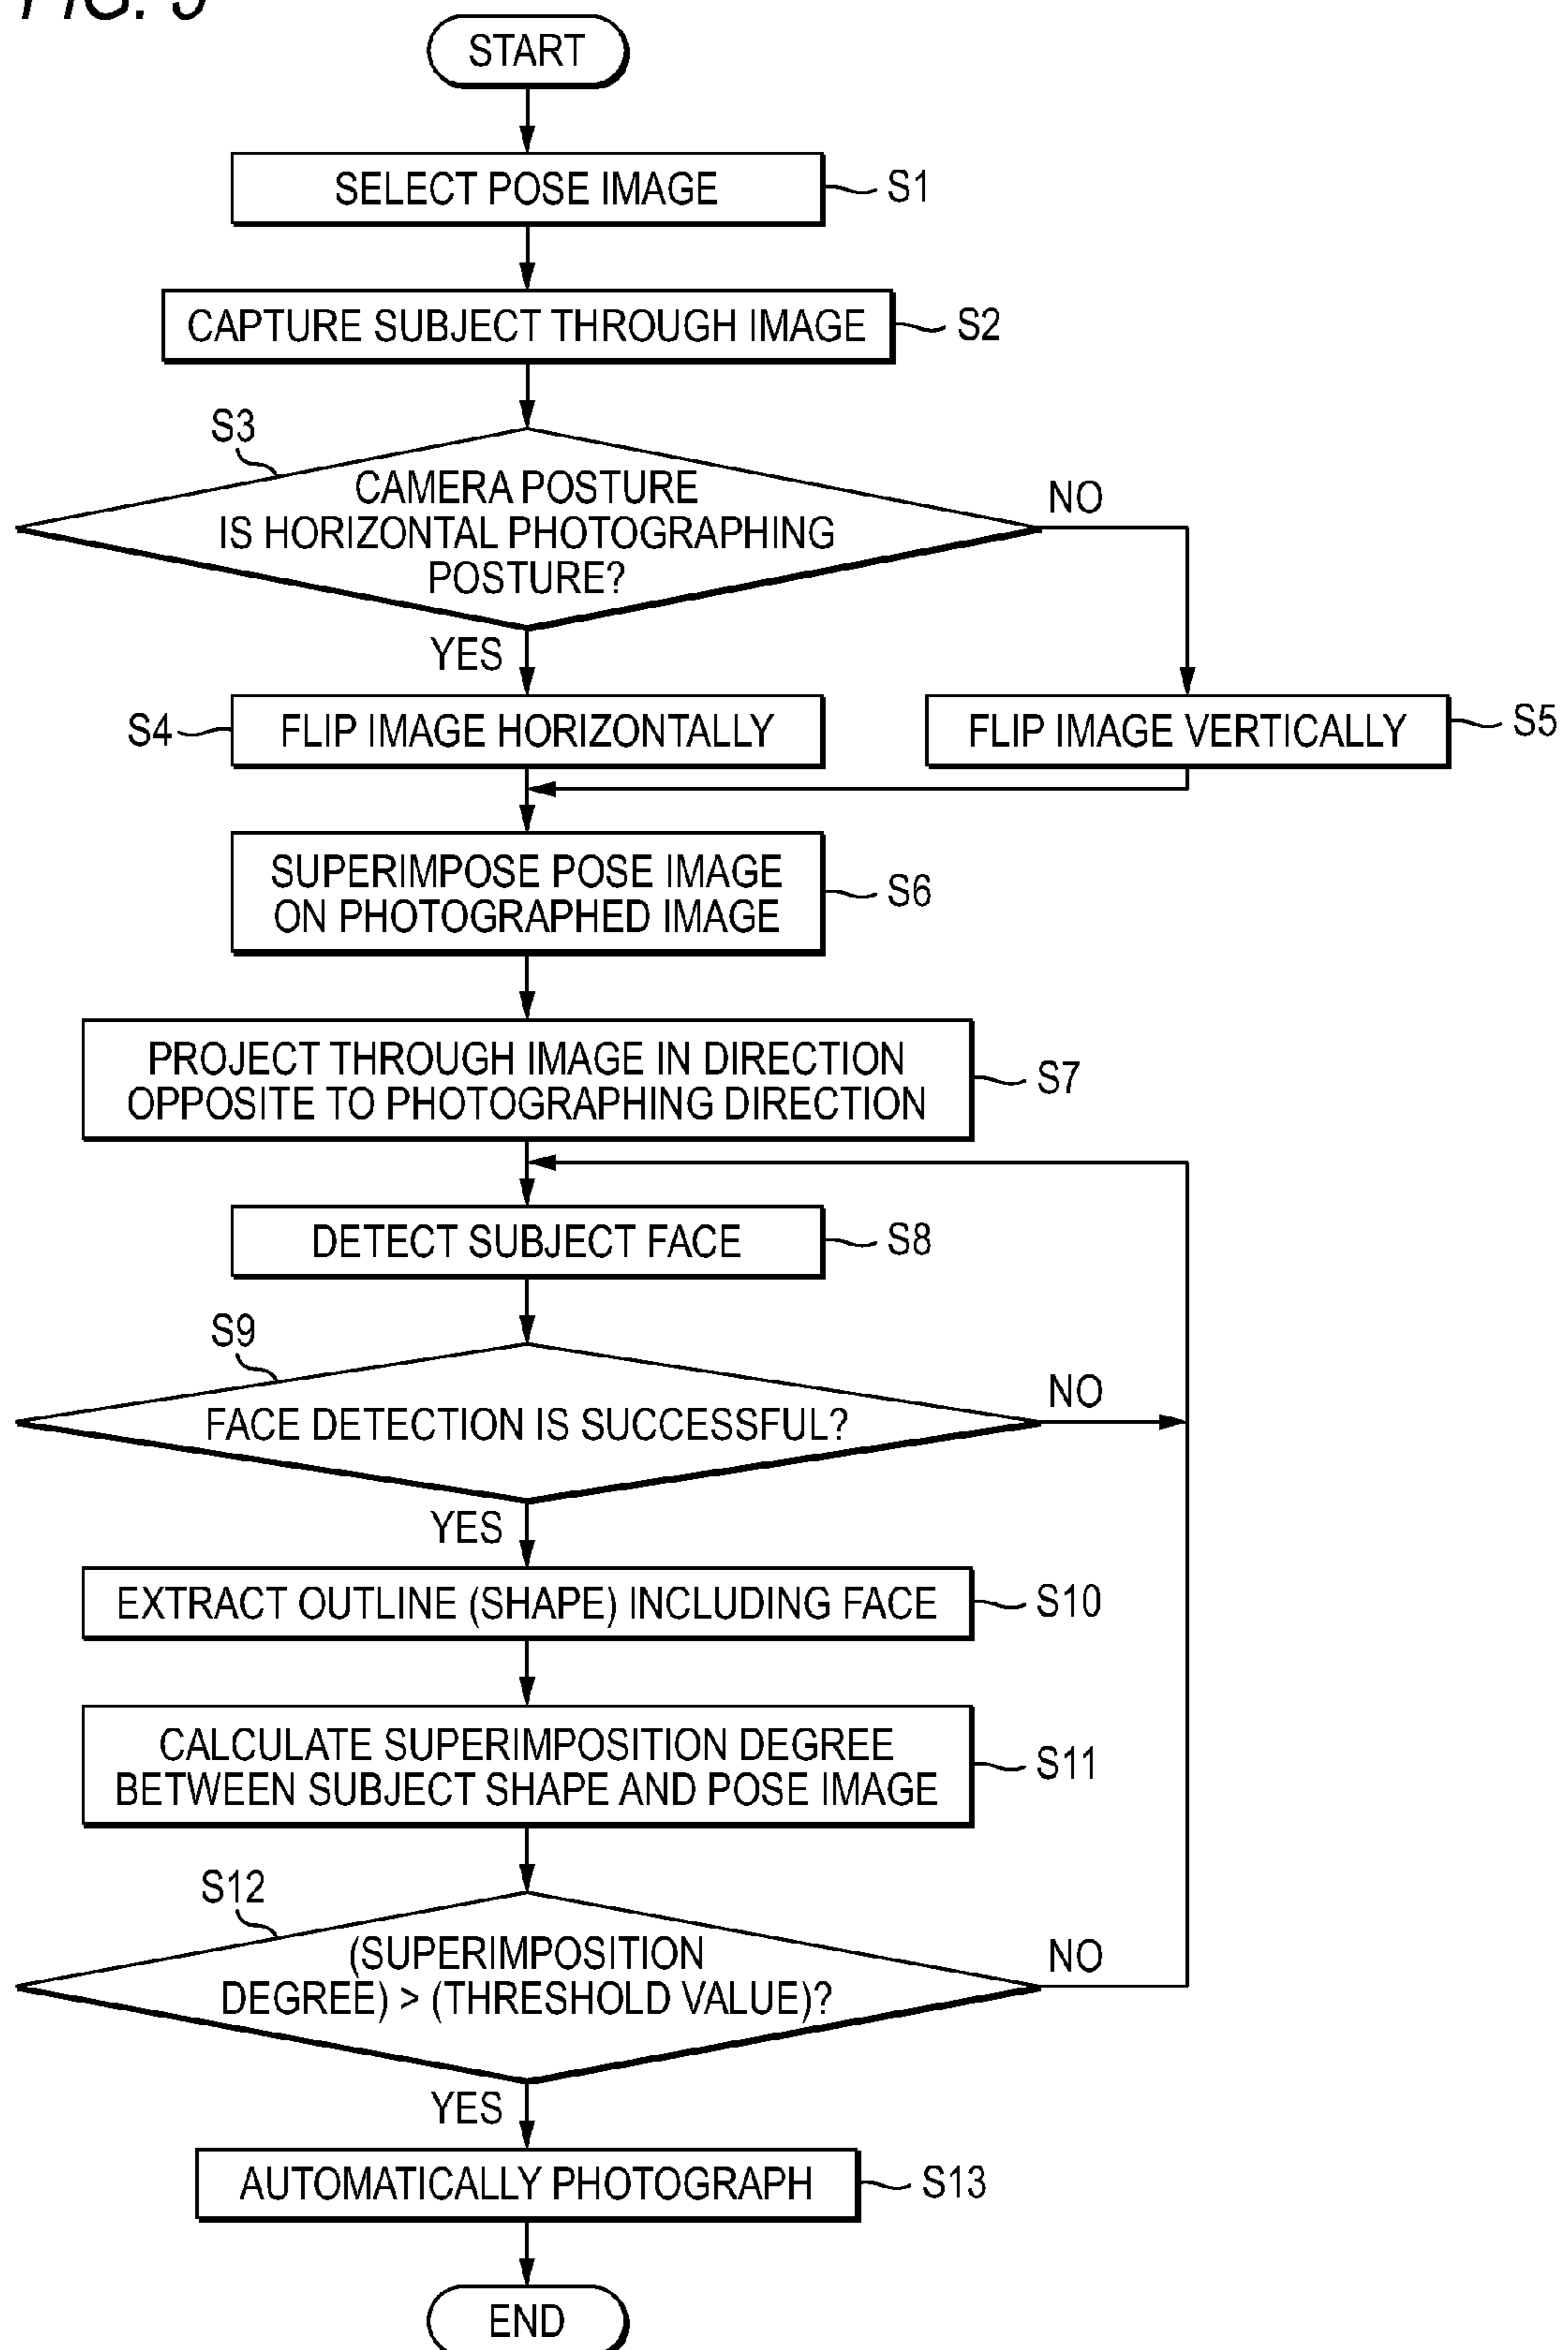 FIG. 5
START
SELECT POSE IMAGE
S1
CAPTURE SUBJECT THROUGH IMAGE
S2
S3
CAMERA POSTURE
IS HORIZONTAL PHOTOGRAPHING
POSTURE?
NO
YES
S4
FLIP IMAGE HORIZONTALLY
FLIP IMAGE VERTICALLY
S5
SUPERIMPOSE POSE IMAGE
ON PHOTOGRAPHED IMAGE
S6
PROJECT THROUGH IMAGE IN DIRECTION
OPPOSITE TO PHOTOGRAPHING DIRECTION
S7
DETECT SUBJECT FACE
S8
S9
FACE DETECTION IS SUCCESSFUL?
NO
YES
EXTRACT OUTLINE (SHAPE) INCLUDING FACE
S10
CALCULATE SUPERIMPOSITION DEGREE
BETWEEN SUBJECT SHAPE AND POSE IMAGE
S11
S12
(SUPERIMPOSITION
DEGREE) > (THRESHOLD VALUE)?
NO
YES
AUTOMATICALLY PHOTOGRAPH
S13
END